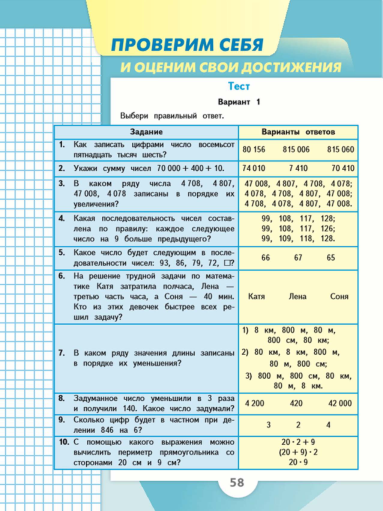 ПРОВЕРИМ СЕБЯ
И ОЦЕНИМ СВОИ ДОСТИЖЕНИЯ
Тест
Вариант 1
Выбери правильный ответ.
Задание Варианты ответов
1. Как записать цифрами число восемьсот
пятнадцать тысяч шесть?
80 156 815 006 815 060
2. Укажи сумму чисел 70 000 + 400 + 10.
74 010 7 410 70 410
3. В каком ряду числа 4 708, 4 807,
47 008, 4 078 записаны в порядке их
увеличения?
47 008, 4 807, 4 708, 4 078;
4 078, 4 708, 4 807, 47 008;
4 708, 4 078, 4 807, 47 008.
4. Какая последовательность чисел состав-
лена по правилу: каждое следующее
число на 9 больше предыдущего?
99, 108, 117, 128;
99, 108, 117, 126;
99, 109, 118, 128.
5. Какое число будет следующим в после-
довательности чисел: 93, 86, 79, 72, □?
66 67 65
6. На решение трудной задачи по матема-
тике Катя затратила полчаса, Лена —
третью часть часа, а Соня — 40 мин.
Кто из этих девочек быстрее всех ре-
шил задачу?
Катя Лена Соня
7. В каком ряду значения длины записаны
в порядке их уменьшения?
1) 8 км, 800 м, 80 м,
800 см, 80 км;
2) 80 км, 8 км, 800 м,
80 м, 800 см;
3) 800 м, 800 см, 80 км,
80 м, 8 км.
8. Задуманное число уменьшили в 3 раза
и получили 140. Какое число задумали?
4 200 420 42 000
9. Сколько цифр будет в частном при де-
лении 846 на 6?
3 2 4
10. С помощью какого выражения можно
вычислить периметр прямоугольника со
сторонами 20 см и 9 см?
20 · 2 + 9
(20 + 9) · 2
20 · 9
58